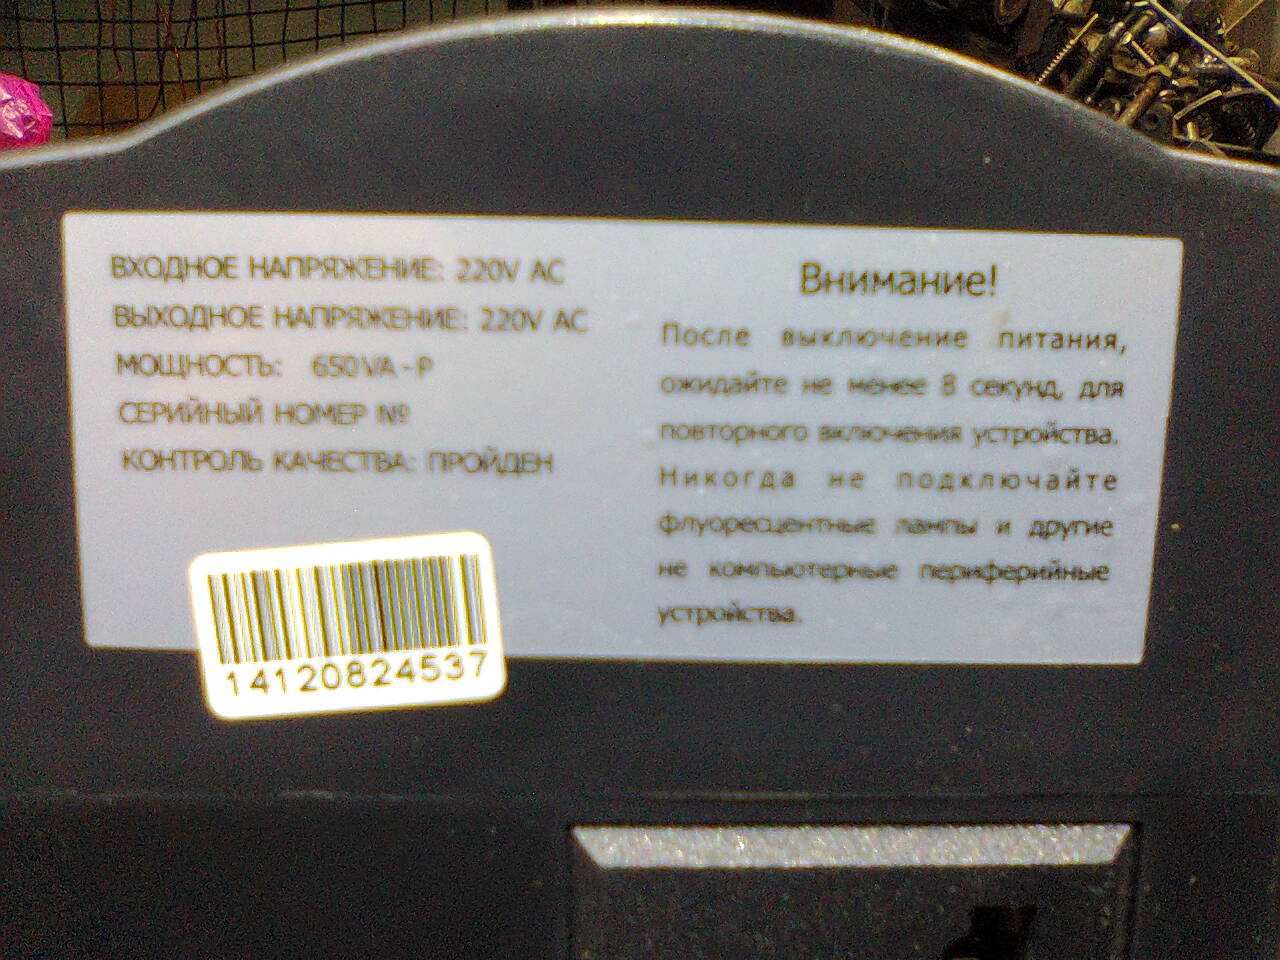 ВХОДНОЕ НАПРЯЖЕНИЕ: 220V AC
ВЫХОДНОЕ НАПРЯЖЕНИЕ: 220V AC
МОЩНОСТЬ: 650VA - P
СЕРИЙНЫЙ НОМЕР №
КОНТРОЛЬ КАЧЕСТВА: ПРОЙДЕН
14120824537
Внимание!
После выключение питания,
ожидайте не менее 8 секунд, для
повторного включения устройства.
Никогда не подключайте
флуоресцентные лампы и другие
не компьютерные периферийные
устройства.